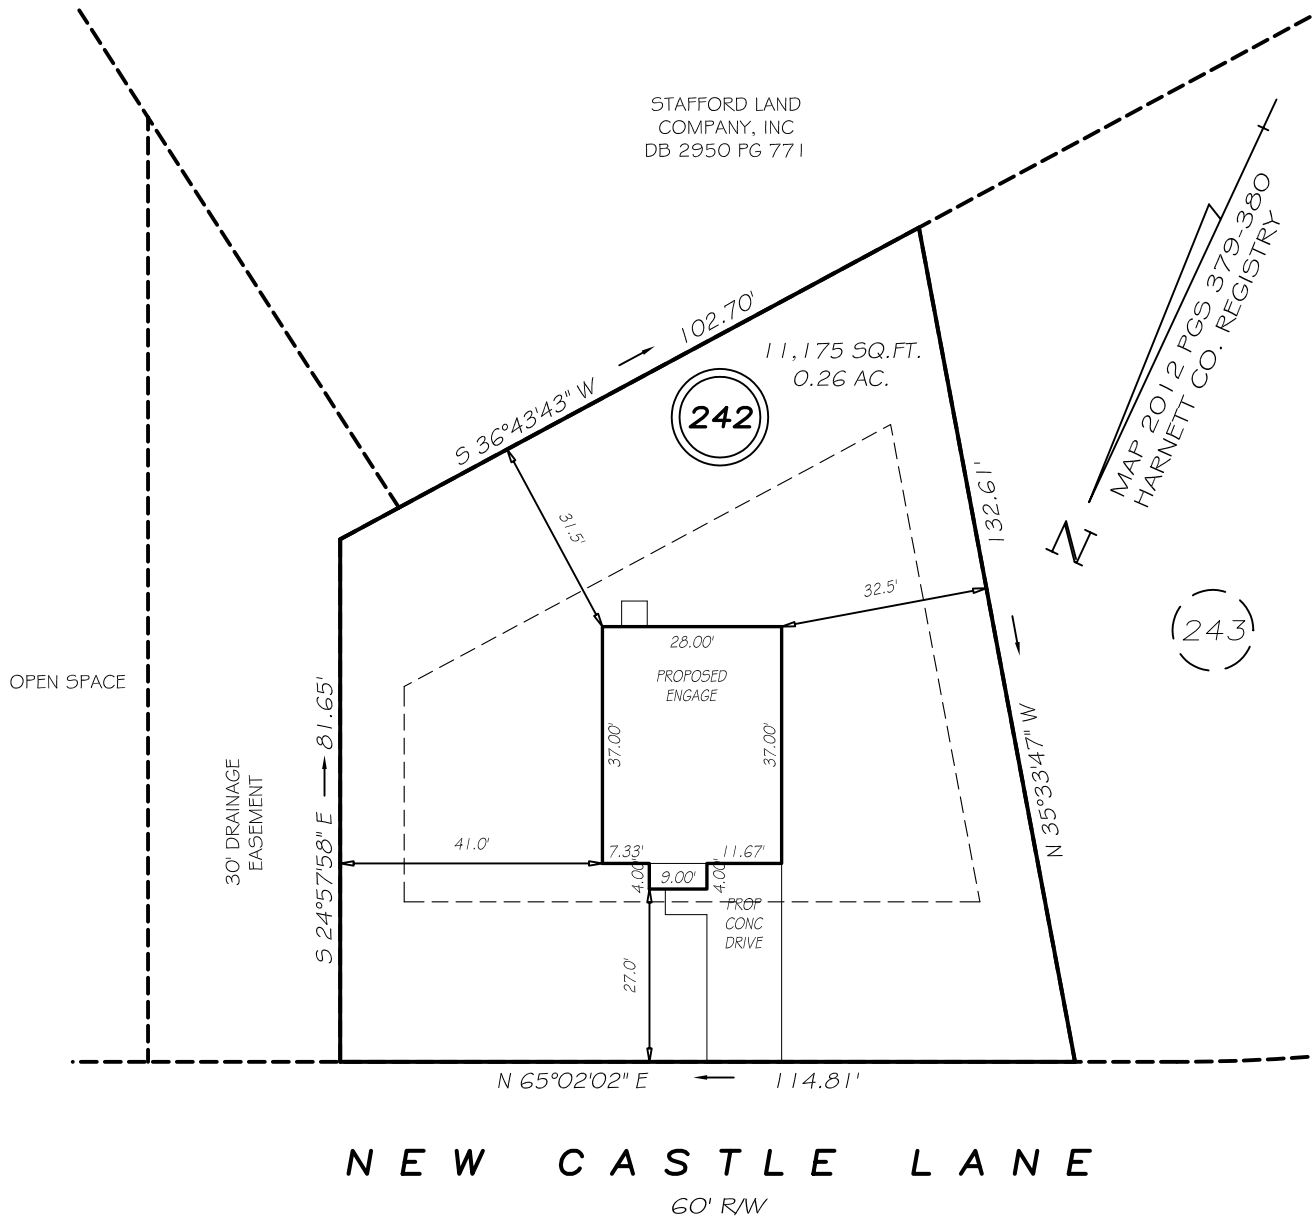 STAFFORD LAND
COMPANY, INC
DB 2950 PG 771
MAP 2012 PGS 379-380
HARNETT CO. REGISTRY
N
102.70'
S 36°43'43" W
11,175 SQ.FT.
0.26 AC.
242
132.61'
N 35°33'47" W
243
31.5'
32.5'
28.00'
PROPOSED
ENGAGE
37.00'
37.00'
OPEN SPACE
30' DRAINAGE
EASEMENT
S 24°57'58" E
81.65'
41.0'
7.33'
11.67'
4.00'
9.00'
4.00'
PROP
CONC
DRIVE
27.0'
N 65°02'02" E
114.81'
NEW CASTLE LANE
60' R/W